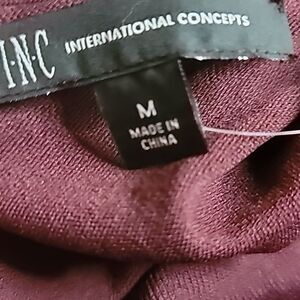 I·N·C INTERNATIONAL CONCEPTS
M
MADE IN
CHINA